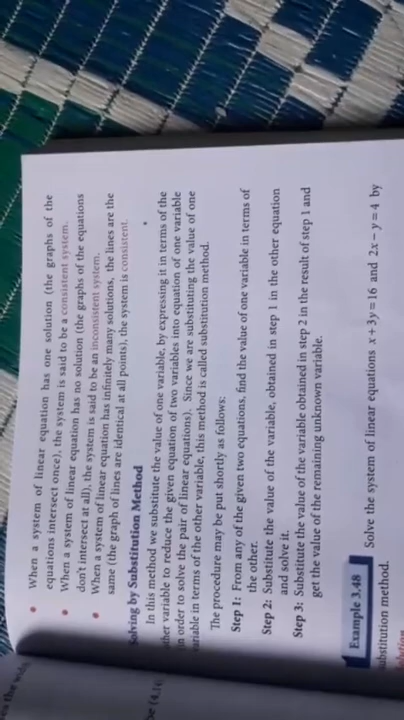 • When a system of linear equation has one solution (the graphs of the
equations intersect once), the system is said to be a consistent system.
• When a system of linear equation has no solution (the graphs of the equations
don't intersect at all), the system is said to be an inconsistent system.
• When a system of linear equation has infinitely many solutions, the lines are the
same (the graph of lines are identical at all points), the system is consistent.
Solving by Substitution Method
In this method we substitute the value of one variable, by expressing it in terms of the
other variable to reduce the given equation of two variables into equation of one variable
in order to solve the pair of linear equations). Since we are substituting the value of one
variable in terms of the other variable, this method is called substitution method.
The procedure may be put shortly as follows:
Step 1: From any of the given two equations, find the value of one variable in terms of
the other.
Step 2: Substitute the value of the variable, obtained in step 1 in the other equation
and solve it.
Step 3: Substitute the value of the variable obtained in step 2 in the result of step 1 and
get the value of the remaining unknown variable.
Example 3.48 Solve the system of linear equations x + 3y = 16 and 2x − y = 4 by
substitution method.